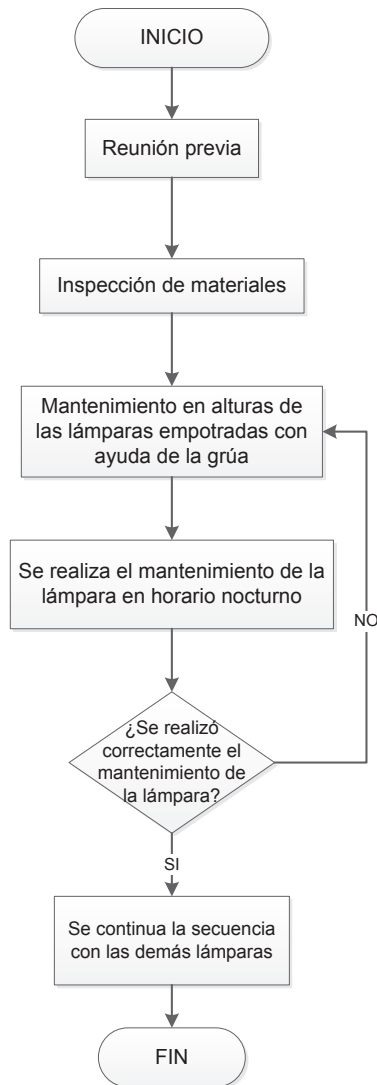 INICIO
Reunión previa
Inspección de materiales
Mantenimiento en alturas de
las lámparas empotradas con
ayuda de la grúa
Se realiza el mantenimiento de la
lámpara en horario nocturno
NO
¿Se realizó
correctamente el
mantenimiento de
la lámpara?
SI
Se continua la secuencia
con las demás lámparas
FIN